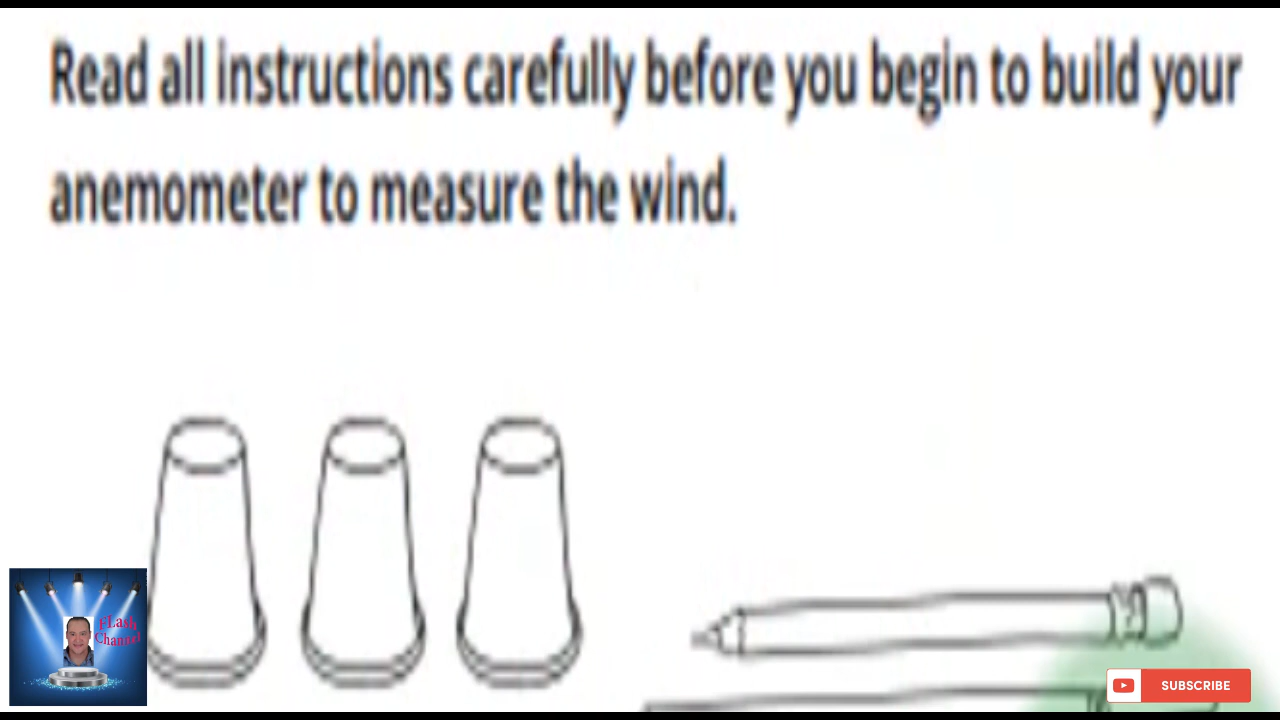 Read all instructions carefully before you begin to build your
anemometer to measure the wind.
FLash
Channel
SUBSCRIBE